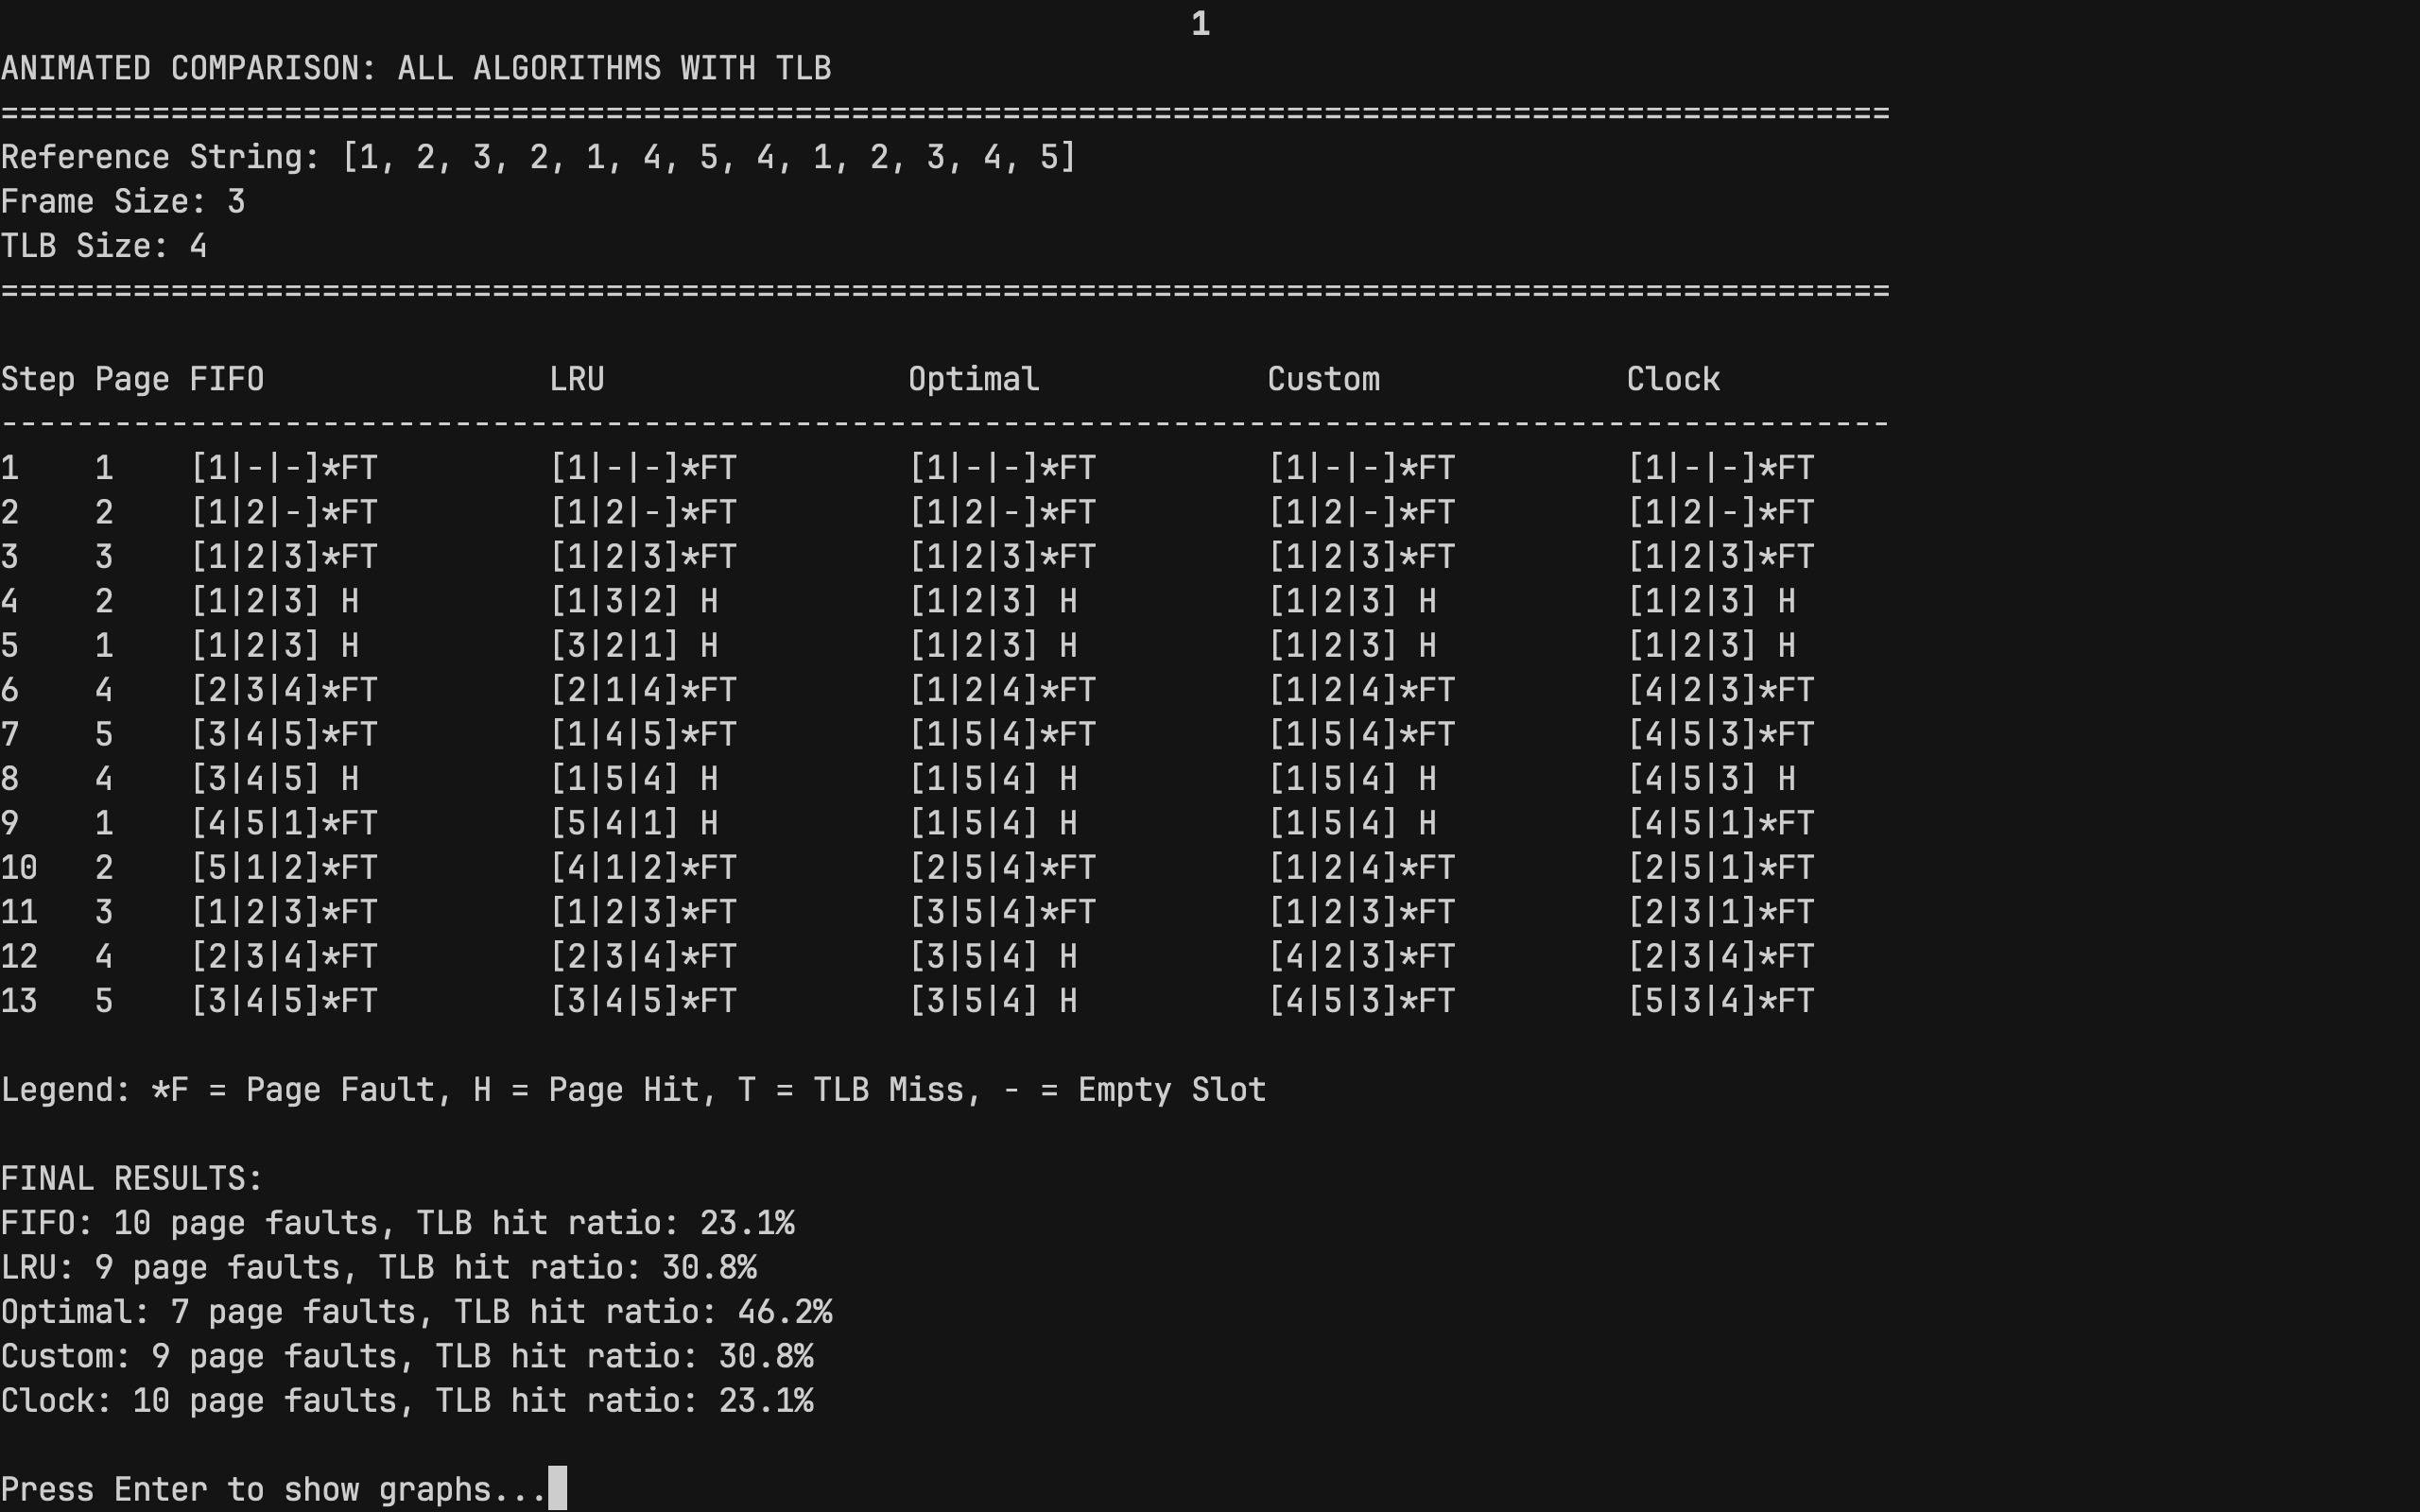 1
ANIMATED COMPARISON: ALL ALGORITHMS WITH TLB
====================================================================================================
Reference String: [1, 2, 3, 2, 1, 4, 5, 4, 1, 2, 3, 4, 5]
Frame Size: 3
TLB Size: 4
====================================================================================================
Step Page FIFO               LRU                Optimal            Custom             Clock
----------------------------------------------------------------------------------------------------
1    1    [1|-|-]*FT         [1|-|-]*FT         [1|-|-]*FT         [1|-|-]*FT         [1|-|-]*FT
2    2    [1|2|-]*FT         [1|2|-]*FT         [1|2|-]*FT         [1|2|-]*FT         [1|2|-]*FT
3    3    [1|2|3]*FT         [1|2|3]*FT         [1|2|3]*FT         [1|2|3]*FT         [1|2|3]*FT
4    2    [1|2|3] H          [1|3|2] H          [1|2|3] H          [1|2|3] H          [1|2|3] H
5    1    [1|2|3] H          [3|2|1] H          [1|2|3] H          [1|2|3] H          [1|2|3] H
6    4    [2|3|4]*FT         [2|1|4]*FT         [1|2|4]*FT         [1|2|4]*FT         [4|2|3]*FT
7    5    [3|4|5]*FT         [1|4|5]*FT         [1|5|4]*FT         [1|5|4]*FT         [4|5|3]*FT
8    4    [3|4|5] H          [1|5|4] H          [1|5|4] H          [1|5|4] H          [4|5|3] H
9    1    [4|5|1]*FT         [5|4|1] H          [1|5|4] H          [1|5|4] H          [4|5|1]*FT
10   2    [5|1|2]*FT         [4|1|2]*FT         [2|5|4]*FT         [1|2|4]*FT         [2|5|1]*FT
11   3    [1|2|3]*FT         [1|2|3]*FT         [3|5|4]*FT         [1|2|3]*FT         [2|3|1]*FT
12   4    [2|3|4]*FT         [2|3|4]*FT         [3|5|4] H          [4|2|3]*FT         [2|3|4]*FT
13   5    [3|4|5]*FT         [3|4|5]*FT         [3|5|4] H          [4|5|3]*FT         [5|3|4]*FT
Legend: *F = Page Fault, H = Page Hit, T = TLB Miss, - = Empty Slot
FINAL RESULTS:
FIFO: 10 page faults, TLB hit ratio: 23.1%
LRU: 9 page faults, TLB hit ratio: 30.8%
Optimal: 7 page faults, TLB hit ratio: 46.2%
Custom: 9 page faults, TLB hit ratio: 30.8%
Clock: 10 page faults, TLB hit ratio: 23.1%
Press Enter to show graphs...